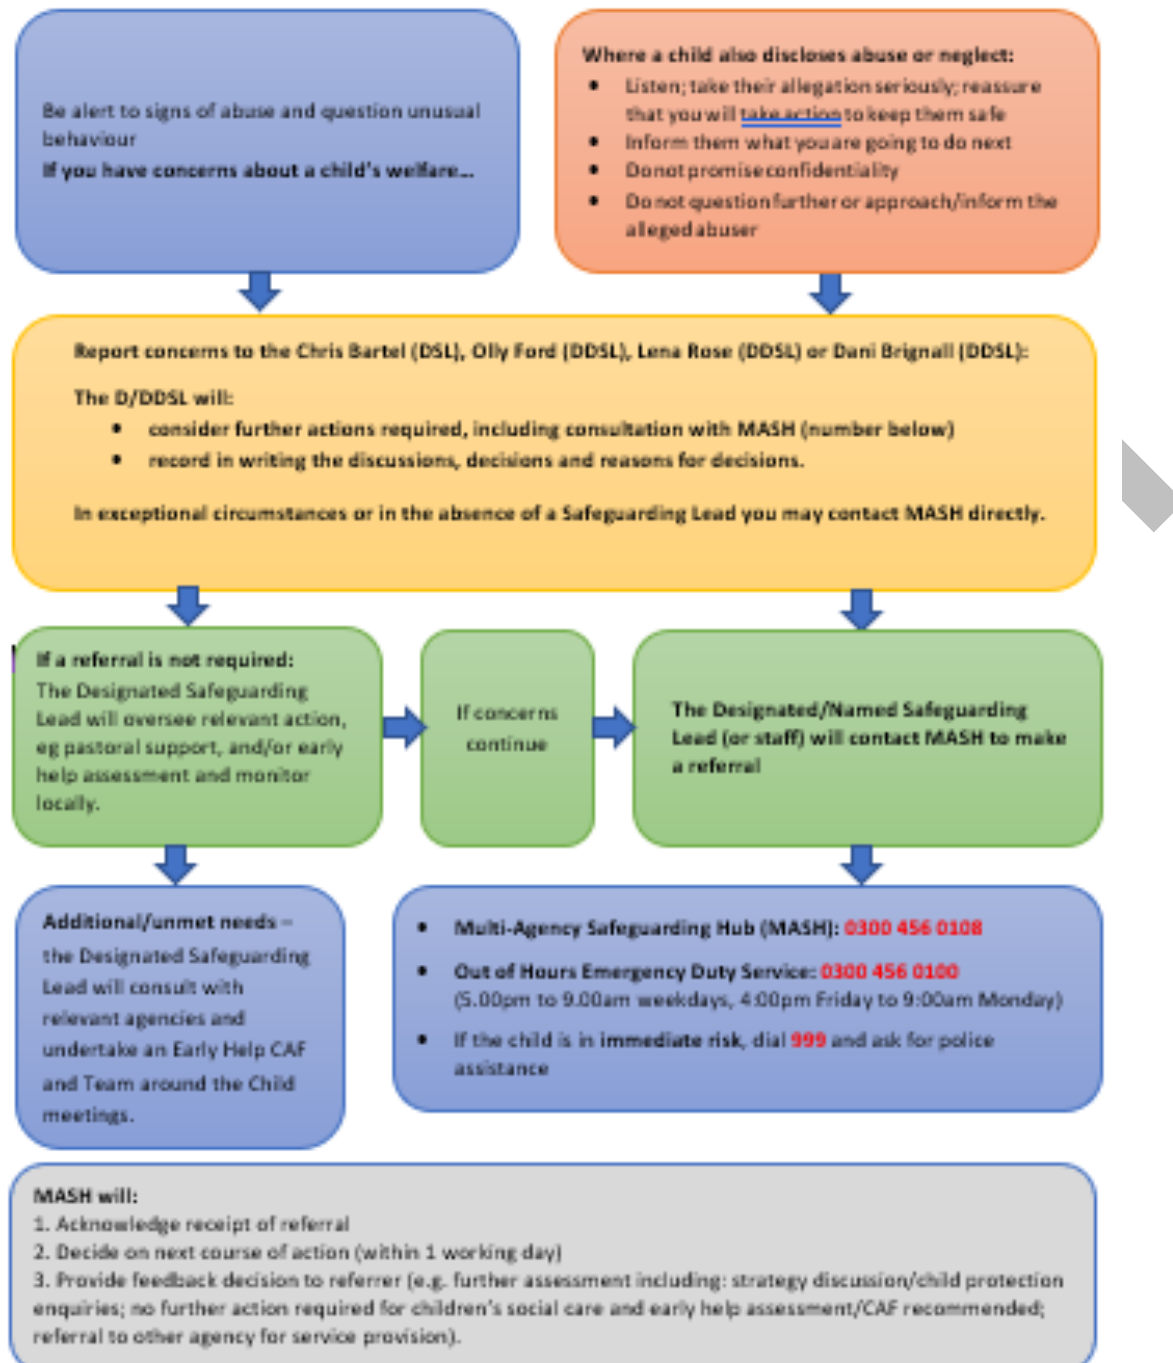 Be alert to signs of abuse and question unusual
behaviour
If you have concerns about a child's welfare...
Where a child also discloses abuse or neglect:
• Listen; take their allegation seriously; reassure
that you will take action to keep them safe
• Inform them what you are going to do next
• Do not promise confidentiality
• Do not question further or approach/inform the
alleged abuser
Report concerns to the Chris Bartel (DSL), Olly Ford (DDSL), Lena Rose (DDSL) or Dani Brignall (DDSL):
The D/DDSL will:
• consider further actions required, including consultation with MASH (number below)
• record in writing the discussions, decisions and reasons for decisions.
In exceptional circumstances or in the absence of a Safeguarding Lead you may contact MASH directly.
If a referral is not required:
The Designated Safeguarding
Lead will oversee relevant action,
eg pastoral support, and/or early
help assessment and monitor
locally.
If concerns
continue
The Designated/Named Safeguarding
Lead (or staff) will contact MASH to make
a referral
Additional/unmet needs –
the Designated Safeguarding
Lead will consult with
relevant agencies and
undertake an Early Help CAF
and Team around the Child
meetings.
• Multi-Agency Safeguarding Hub (MASH): 0300 456 0108
• Out of Hours Emergency Duty Service: 0300 456 0100
(5.00pm to 9.00am weekdays, 4:00pm Friday to 9:00am Monday)
• If the child is in immediate risk, dial 999 and ask for police
assistance
MASH will:
1. Acknowledge receipt of referral
2. Decide on next course of action (within 1 working day)
3. Provide feedback decision to referrer (e.g. further assessment including: strategy discussion/child protection
enquiries; no further action required for children's social care and early help assessment/CAF recommended;
referral to other agency for service provision).